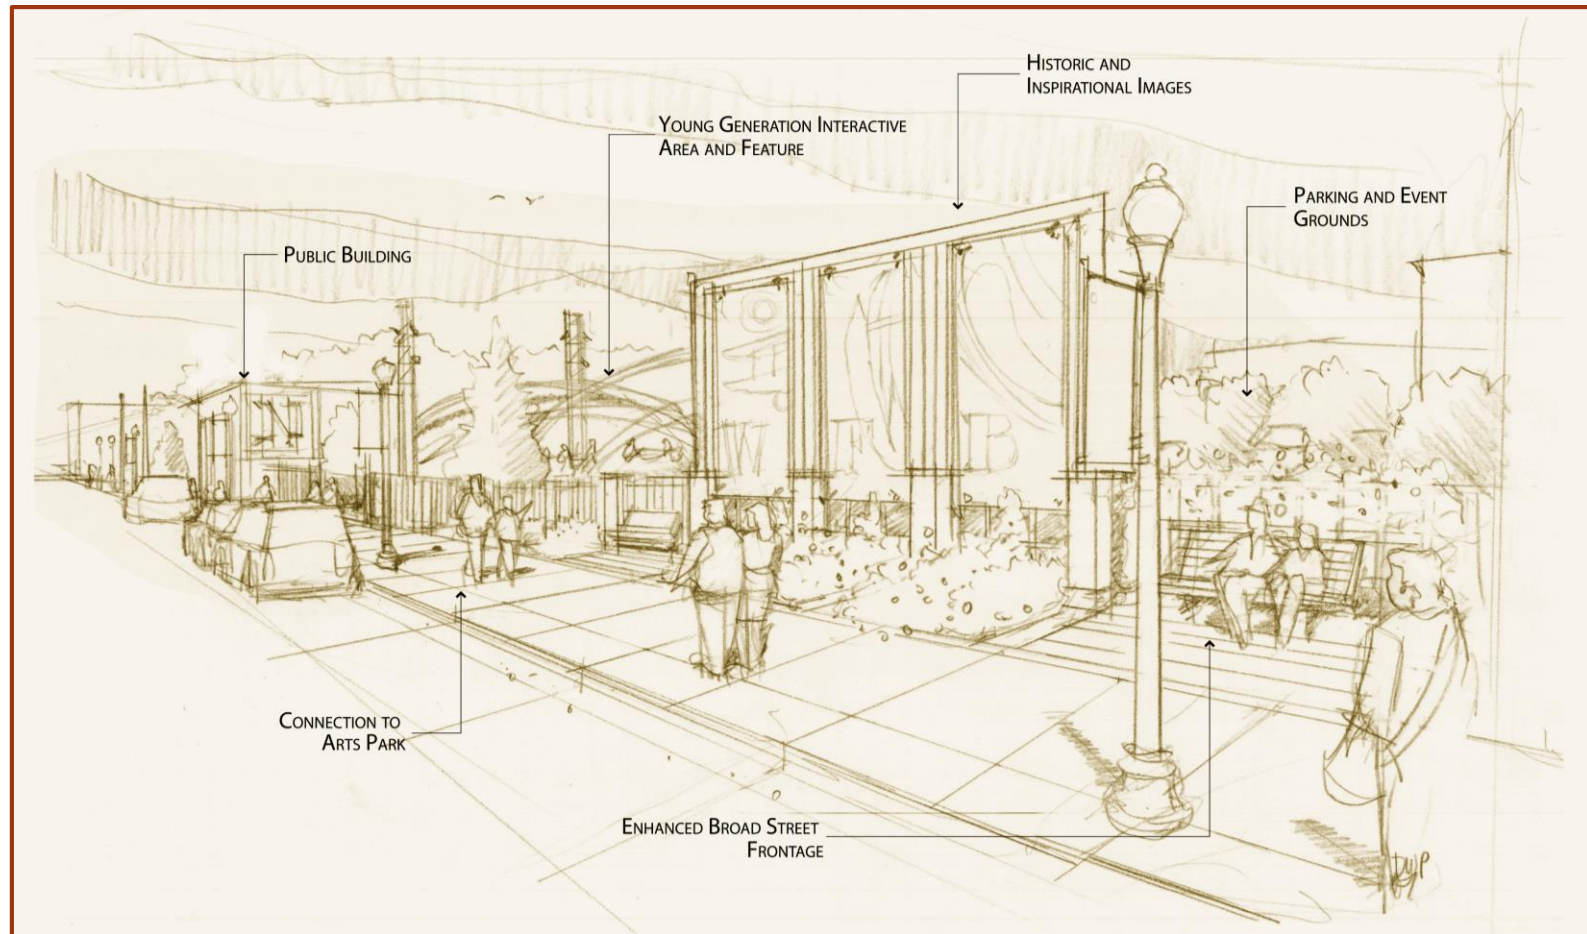 Historic and
Inspirational Images
Young Generation Interactive
Area and Feature
Parking and Event
Grounds
Public Building
W B
Connection to
Arts Park
Enhanced Broad Street
Frontage